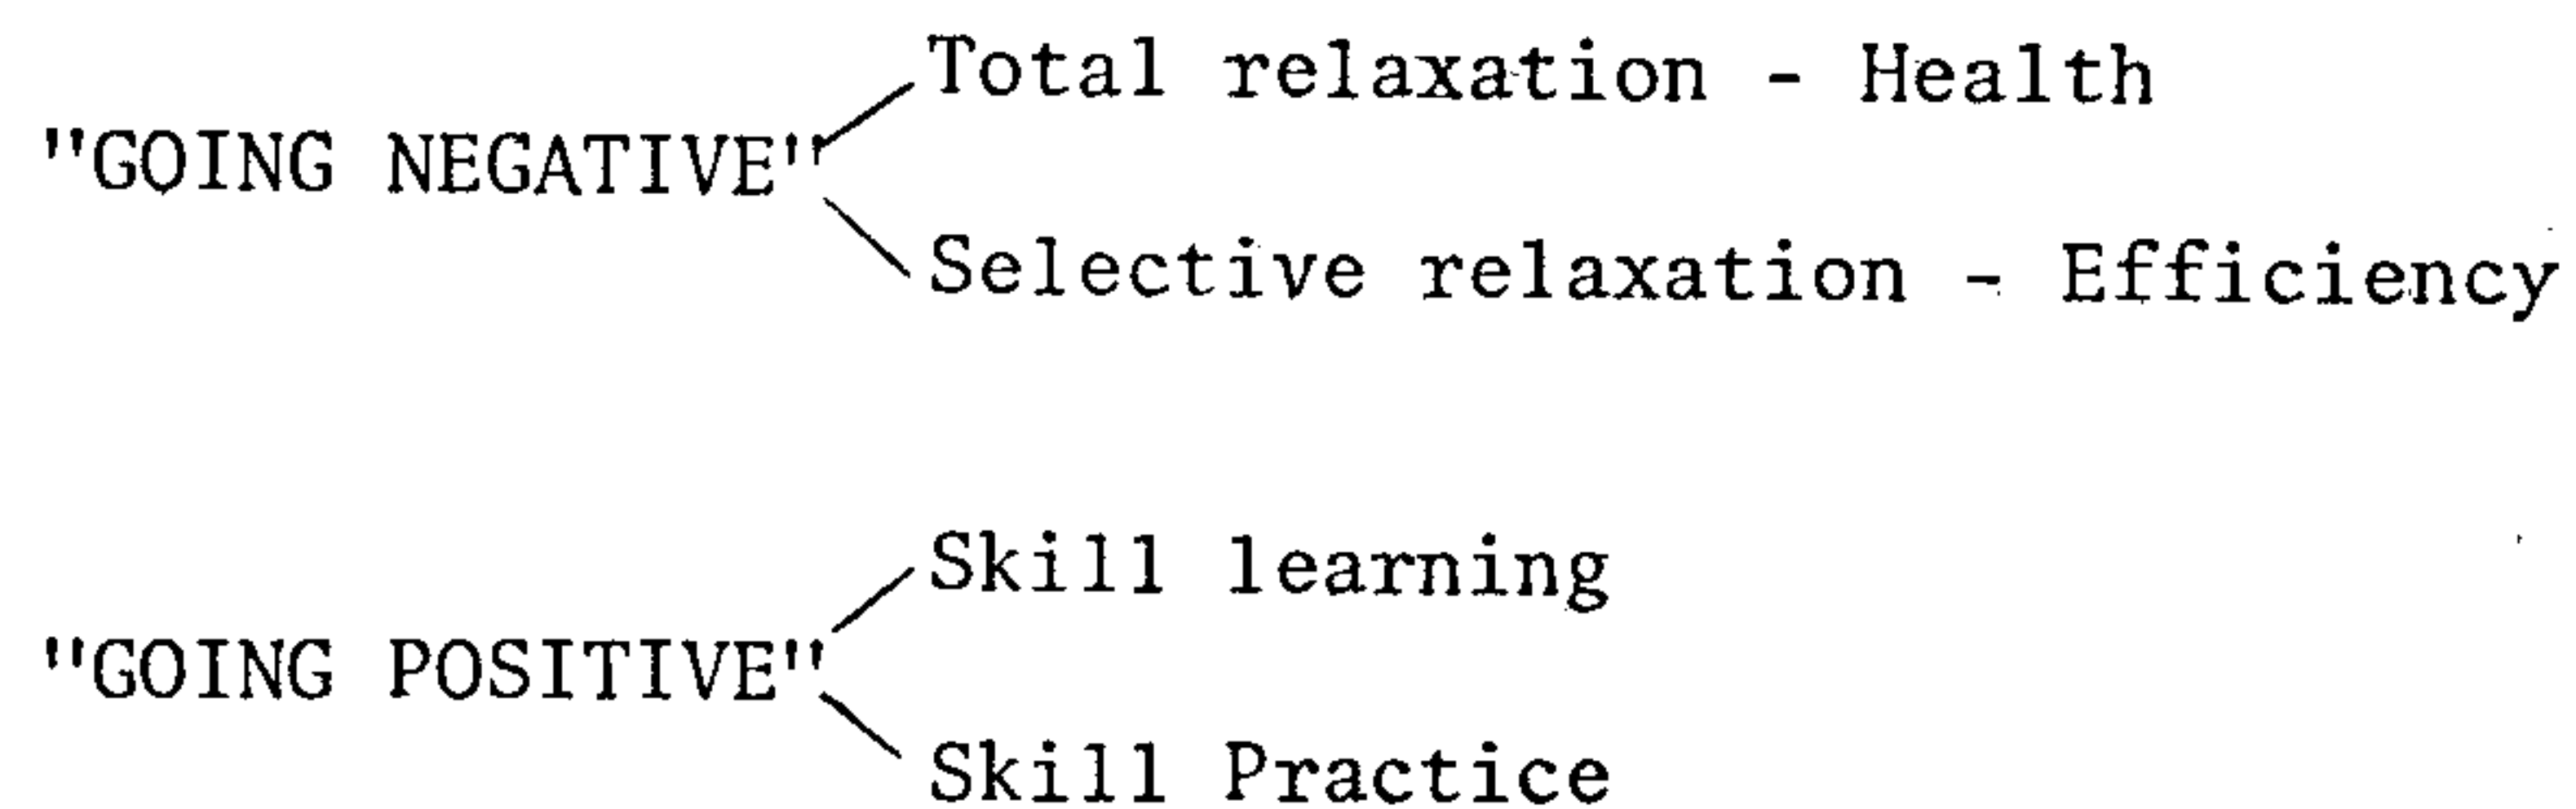 Total relaxation - Health
"GOING NEGATIVE"
Selective relaxation - Efficiency
Skill learning
"GOING POSITIVE"
Skill Practice